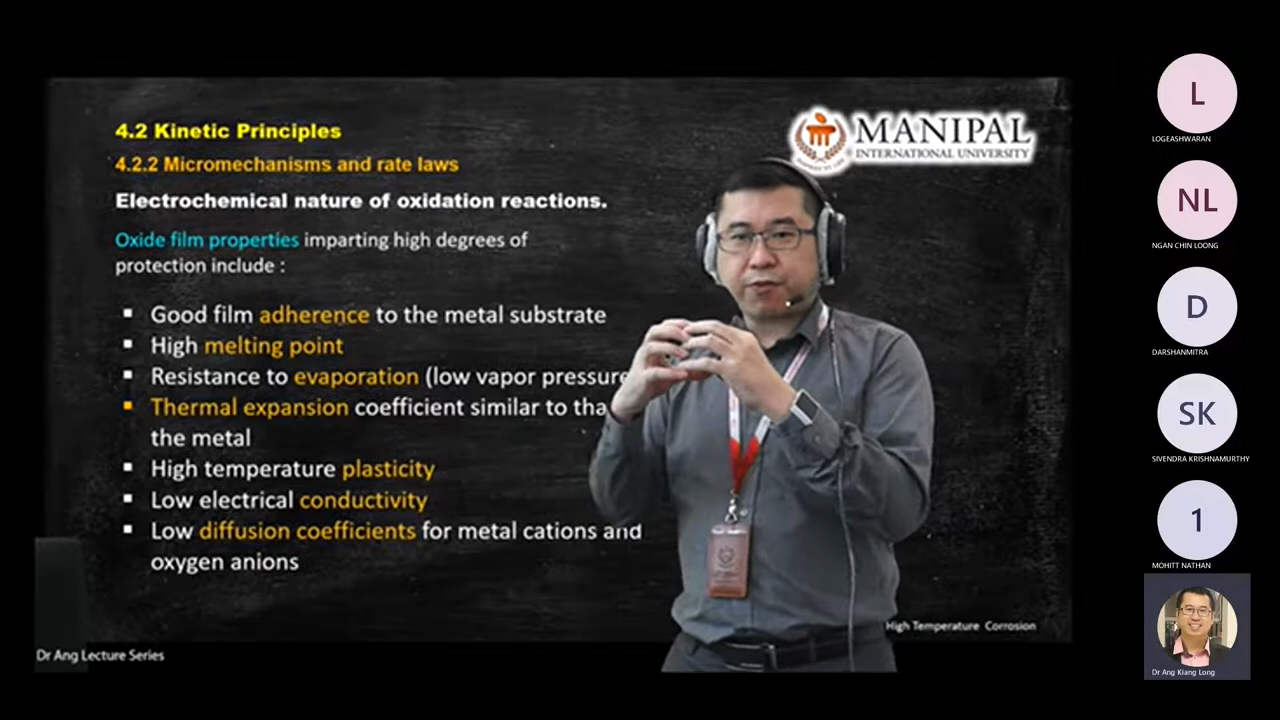 4.2 Kinetic Principles
4.2.2 Micromechanisms and rate laws
Electrochemical nature of oxidation reactions.
Oxide film properties imparting high degrees of
protection include :
Good film adherence to the metal substrate
High melting point
Resistance to evaporation (low vapor pressure
Thermal expansion coefficient similar to tha
the metal
High temperature plasticity
Low electrical conductivity
Low diffusion coefficients for metal cations and
oxygen anions
MANIPAL
INTERNATIONAL UNIVERSITY
High Temperature Corrosion
Dr Ang Lecture Series
L
LOGEASHWARAN
NL
NGAN CHIN LOONG
D
DARSHANMITRA
SK
SIVENDRA KRISHNAMURTHY
1
MOHITT NATHAN
Dr Ang Kiang Long